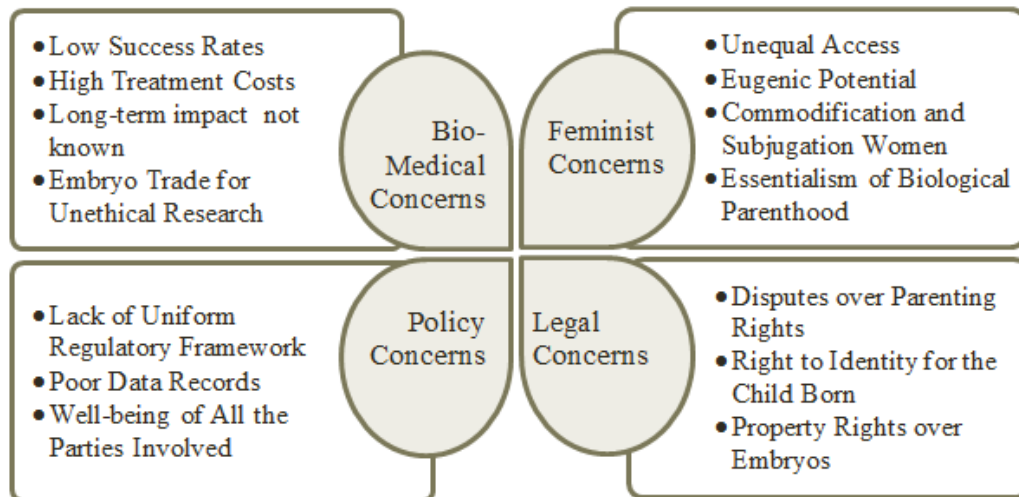 • Low Success Rates
• High Treatment Costs
• Long-term impact not
known
• Embryo Trade for
Unethical Research
Bio-
Medical
Concerns
Feminist
Concerns
• Unequal Access
• Eugenic Potential
• Commodification and
Subjugation Women
• Essentialism of Biological
Parenthood
• Lack of Uniform
Regulatory Framework
• Poor Data Records
• Well-being of All the
Parties Involved
Policy
Concerns
Legal
Concerns
• Disputes over Parenting
Rights
• Right to Identity for the
Child Born
• Property Rights over
Embryos